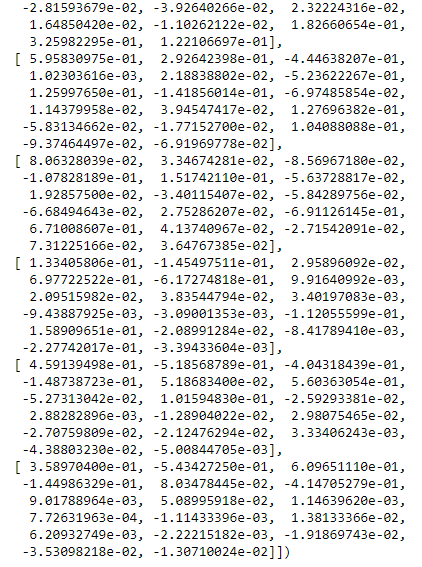 -2.81593679e-02, -3.92640266e-02, 2.32224316e-02,
1.64850420e-02, -1.10262122e-02, 1.82660654e-01,
3.25982295e-01, 1.22106697e-01],
[ 5.95830975e-01, 2.92642398e-01, -4.44638207e-01,
1.02303616e-03, 2.18838802e-02, -5.23622267e-01,
1.25997650e-01, -1.41856014e-01, -6.97485854e-02,
1.14379958e-02, 3.94547417e-02, 1.27696382e-01,
-5.83134662e-02, -1.77152700e-02, 1.04088088e-01,
-9.37464497e-02, -6.91969778e-02],
[ 8.06328039e-02, 3.34674281e-02, -8.56967180e-02,
-1.07828189e-01, 1.51742110e-01, -5.63728817e-02,
1.92857500e-02, -3.40115407e-02, -5.84289756e-02,
-6.68494643e-02, 2.75286207e-02, -6.91126145e-01,
6.71008607e-01, 4.13740967e-02, -2.71542091e-02,
7.31225166e-02, 3.64767385e-02],
[ 1.33405806e-01, -1.45497511e-01, 2.95896092e-02,
6.97722522e-01, -6.17274818e-01, 9.91640992e-03,
2.09515982e-02, 3.83544794e-02, 3.40197083e-03,
-9.43887925e-03, -3.09001353e-03, -1.12055599e-01,
1.58909651e-01, -2.08991284e-02, -8.41789410e-03,
-2.27742017e-01, -3.39433604e-03],
[ 4.59139498e-01, -5.18568789e-01, -4.04318439e-01,
-1.48738723e-01, 5.18683400e-02, 5.60363054e-01,
-5.27313042e-02, 1.01594830e-01, -2.59293381e-02,
2.88282896e-03, -1.28904022e-02, 2.98075465e-02,
-2.70759809e-02, -2.12476294e-02, 3.33406243e-03,
-4.38803230e-02, -5.00844705e-03],
[ 3.58970400e-01, -5.43427250e-01, 6.09651110e-01,
-1.44986329e-01, 8.03478445e-02, -4.14705279e-01,
9.01788964e-03, 5.08995918e-02, 1.14639620e-03,
7.72631963e-04, -1.11433396e-03, 1.38133366e-02,
6.20932749e-03, -2.22215182e-03, -1.91869743e-02,
-3.53098218e-02, -1.30710024e-02]])